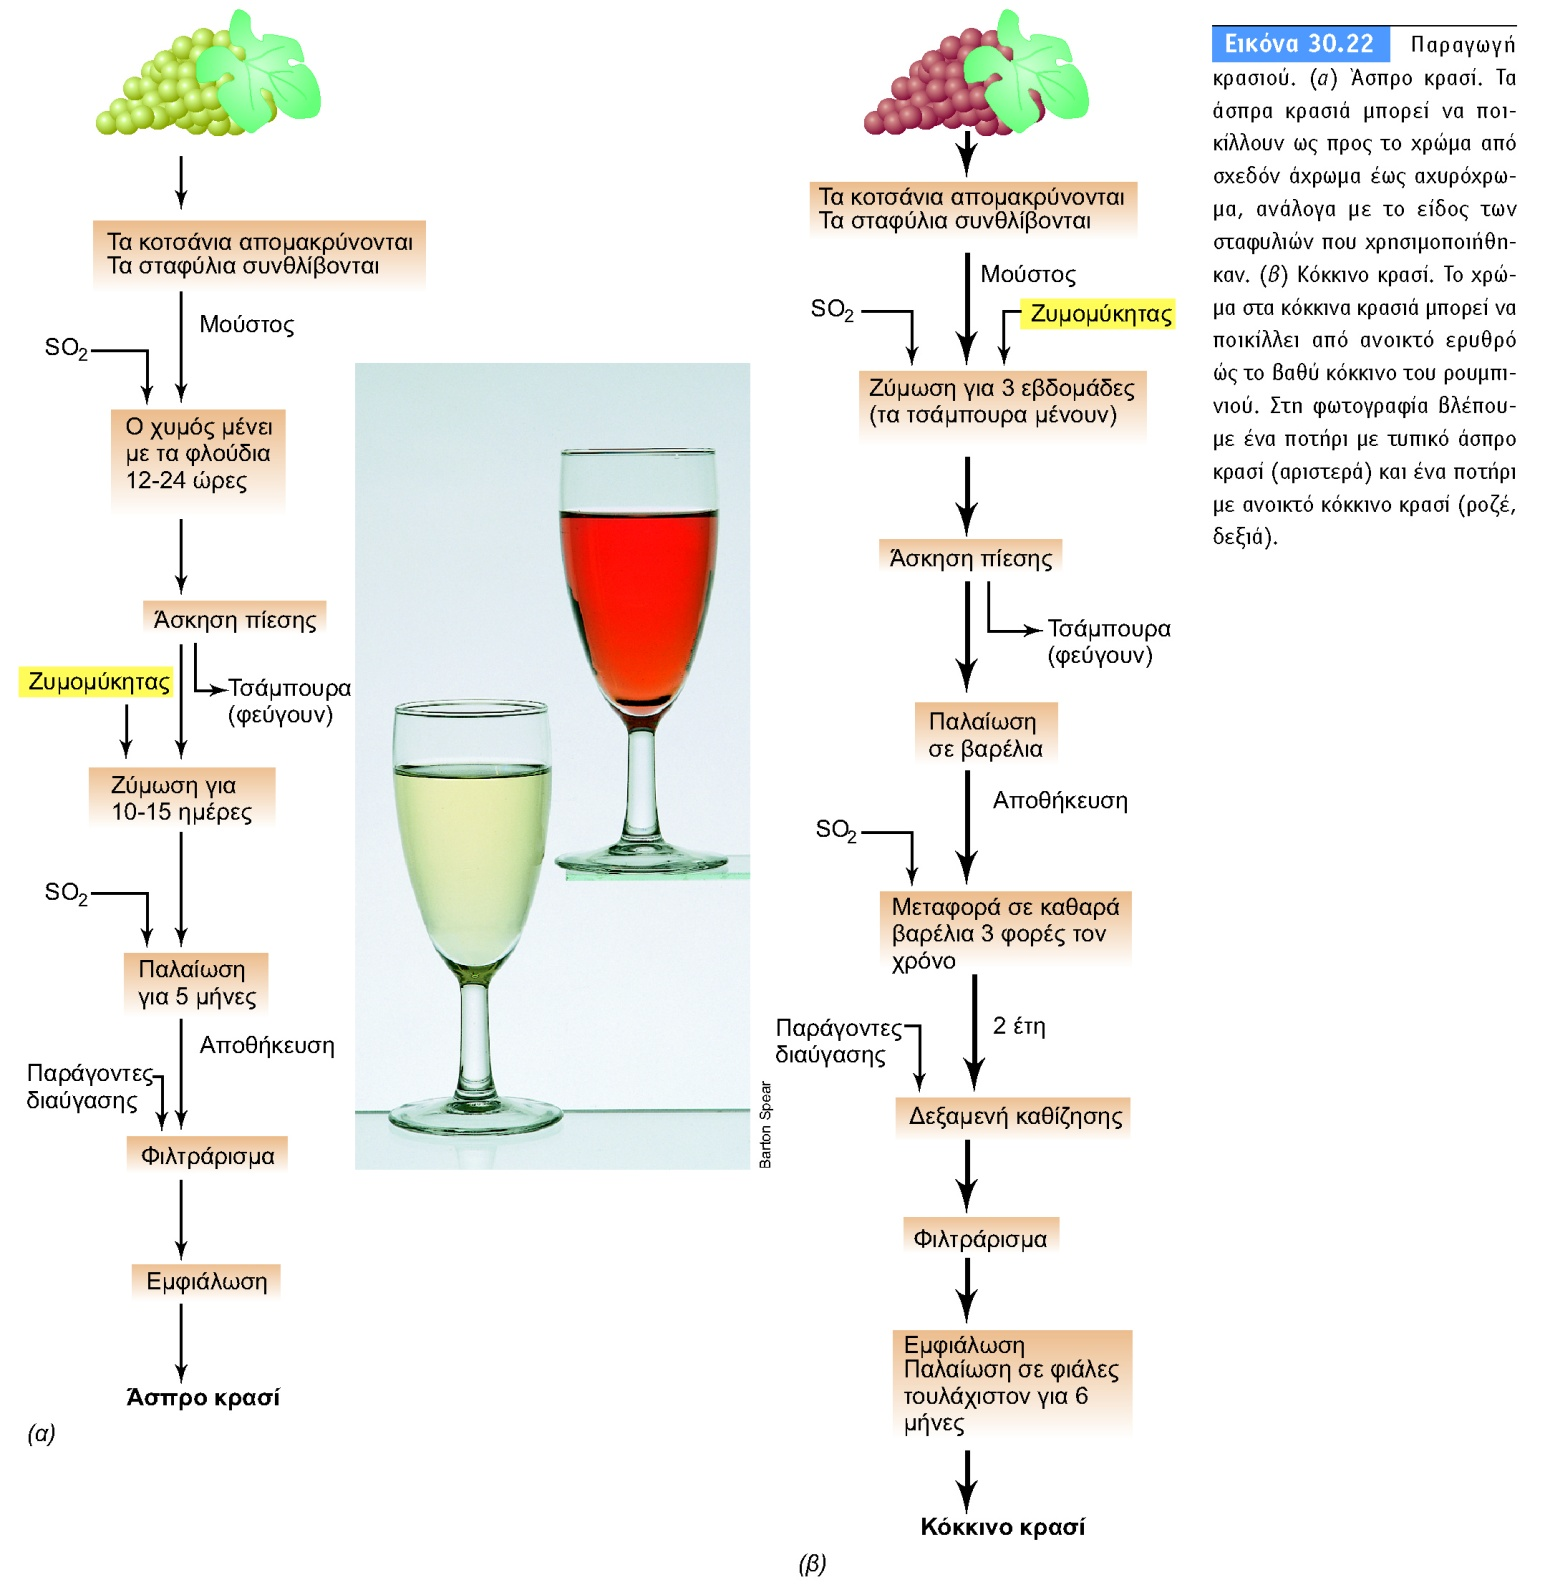 Τα κοτσάνια απομακρύνονται
Τα σταφύλια συνθλίβονται
Μούστος
SO2
Ο χυμός μένει
με τα φλούδια
12-24 ώρες
Άσκηση πίεσης
Ζυμομύκητας
Τσάμπουρα
(φεύγουν)
Ζύμωση για
10-15 ημέρες
SO2
Παλαίωση
για 5 μήνες
Αποθήκευση
Παράγοντες
διαύγασης
Φιλτράρισμα
Εμφιάλωση
Άσπρο κρασί
(α)
Barton Spear
Τα κοτσάνια απομακρύνονται
Τα σταφύλια συνθλίβονται
Μούστος
SO2
Ζυμομύκητας
Ζύμωση για 3 εβδομάδες
(τα τσάμπουρα μένουν)
Άσκηση πίεσης
Τσάμπουρα
(φεύγουν)
Παλαίωση
σε βαρέλια
Αποθήκευση
SO2
Μεταφορά σε καθαρά
βαρέλια 3 φορές τον
χρόνο
2 έτη
Παράγοντες
διαύγασης
Δεξαμενή καθίζησης
Φιλτράρισμα
Εμφιάλωση
Παλαίωση σε φιάλες
τουλάχιστον για 6
μήνες
Κόκκινο κρασί
(β)
Εικόνα 30.22 Παραγωγή
κρασιού. (α) Άσπρο κρασί. Τα
άσπρα κρασιά μπορεί να ποι-
κίλλουν ως προς το χρώμα από
σχεδόν άχρωμα έως αχυρόχρω-
μα, ανάλογα με το είδος των
σταφυλιών που χρησιμοποιήθη-
καν. (β) Κόκκινο κρασί. Το χρώ-
μα στα κόκκινα κρασιά μπορεί να
ποικίλλει από ανοικτό ερυθρό
ώς το βαθύ κόκκινο του ρουμπι-
νιού. Στη φωτογραφία βλέπου-
με ένα ποτήρι με τυπικό άσπρο
κρασί (αριστερά) και ένα ποτήρι
με ανοικτό κόκκινο κρασί (ροζέ,
δεξιά).